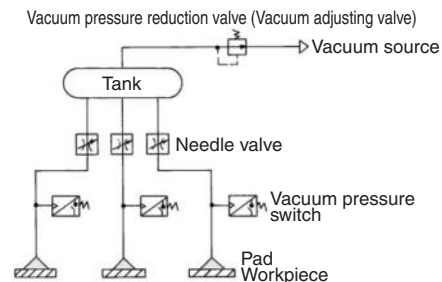 Vacuum pressure reduction valve (Vacuum adjusting valve)
Vacuum source
Tank
Needle valve
Vacuum pressure
switch
Pad
Workpiece